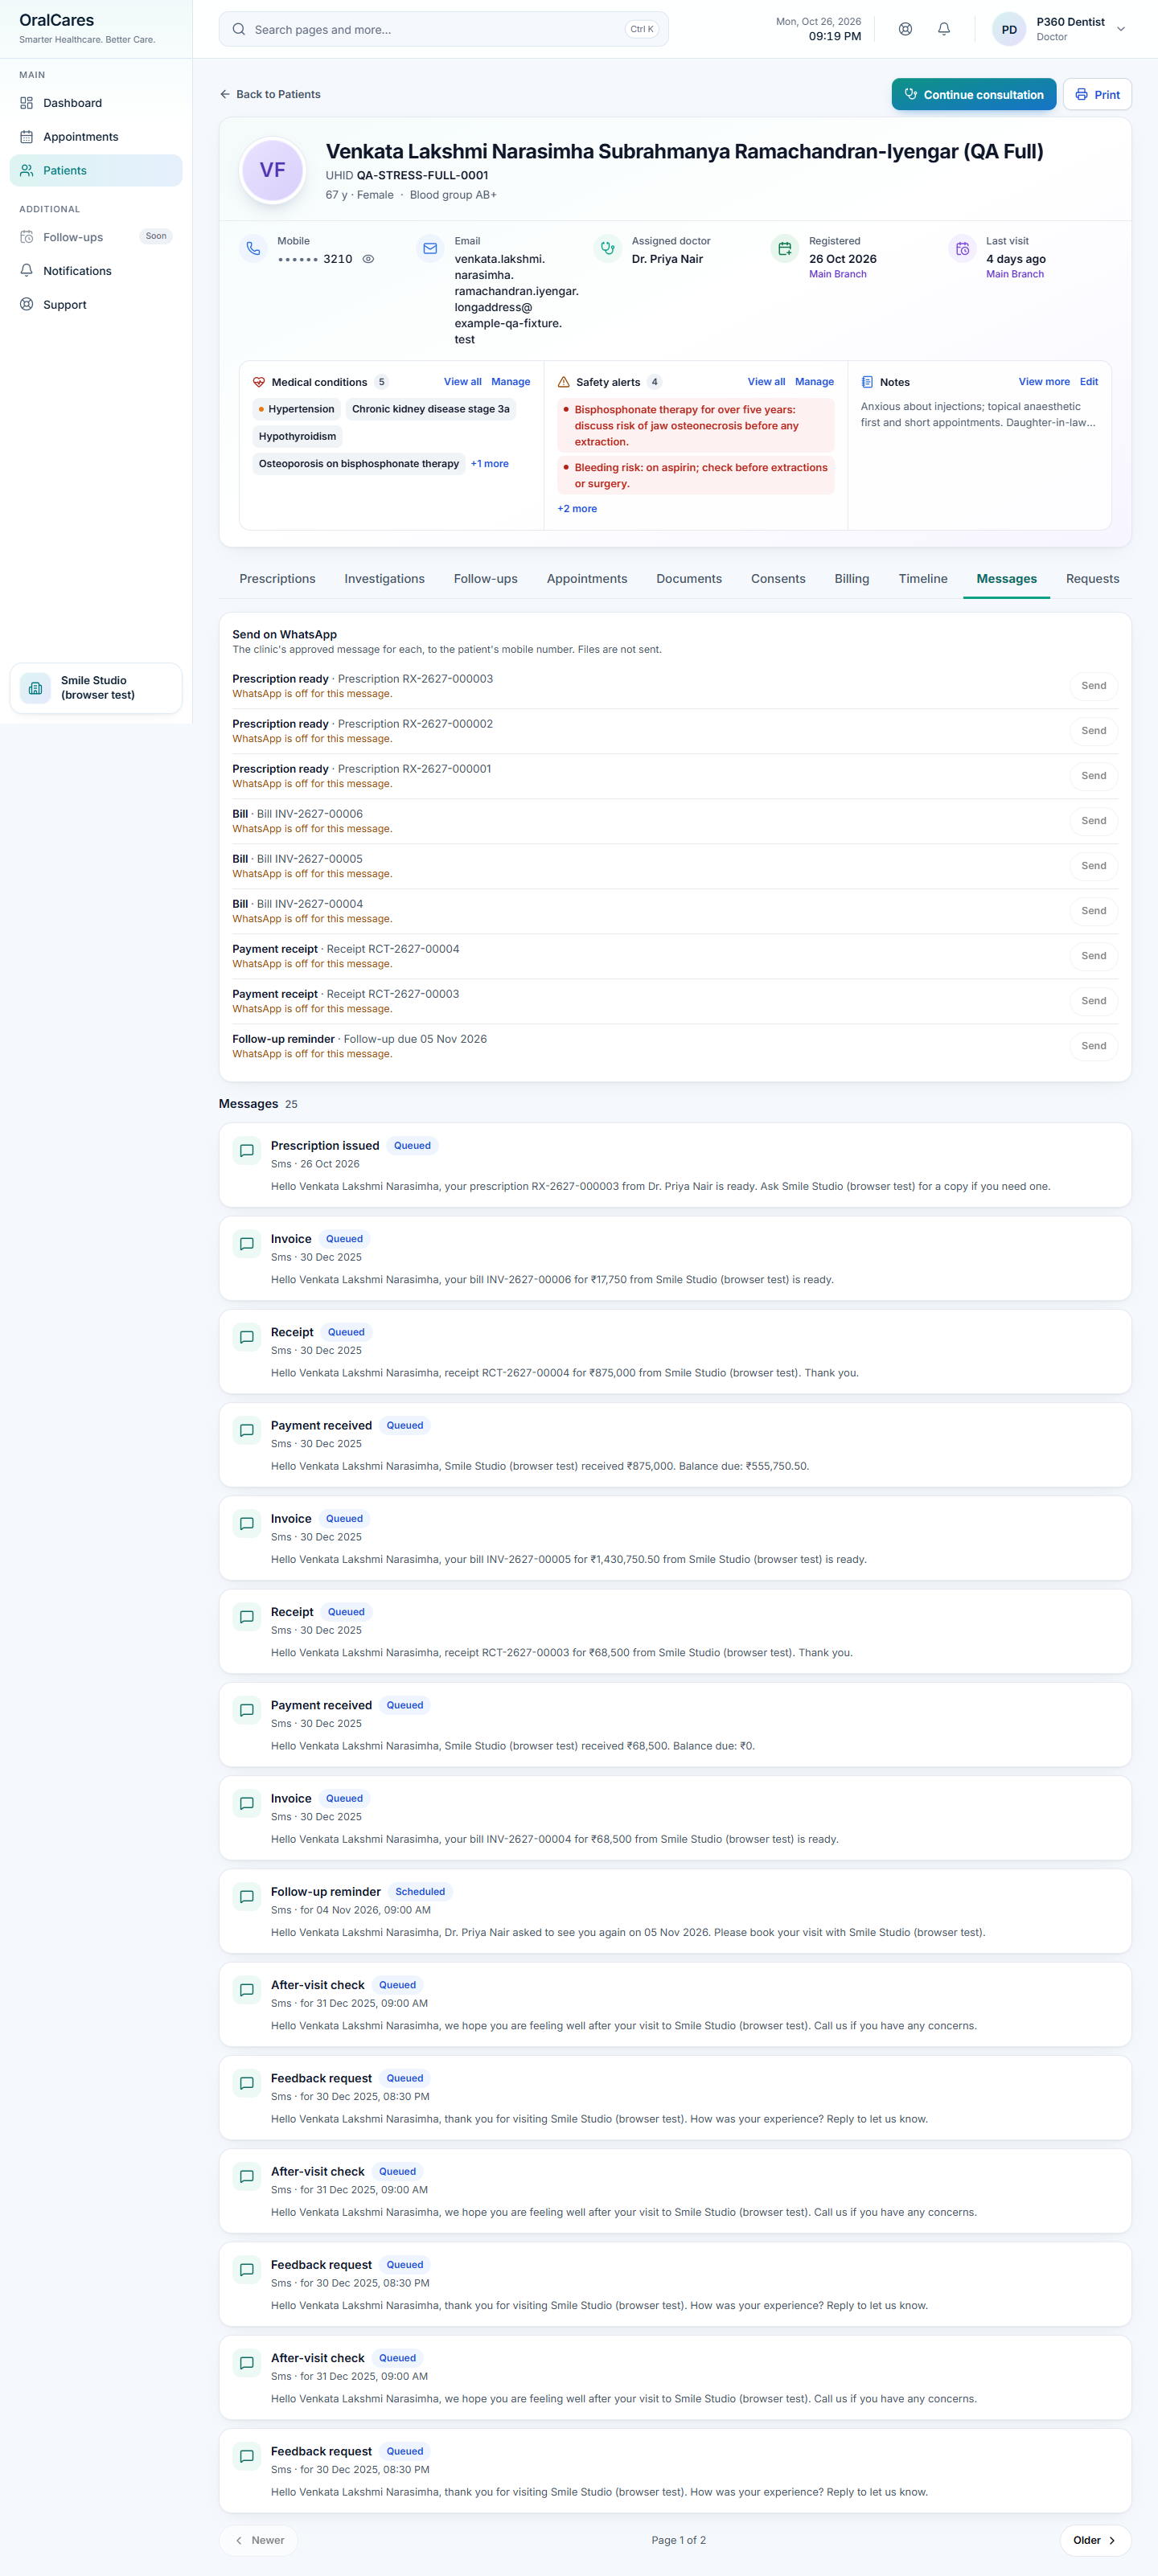 OralCares
Smarter Healthcare. Better Care.
Search pages and more...
Ctrl K
Mon, Oct 26, 2026
09:19 PM
PD
P360 Dentist
Doctor
MAIN
Dashboard
Appointments
Patients
ADDITIONAL
Follow-ups
Soon
Notifications
Support
Smile Studio
(browser test)
Back to Patients
Continue consultation
Print
VF
Venkata Lakshmi Narasimha Subrahmanya Ramachandran-Iyengar (QA Full)
UHID QA-STRESS-FULL-0001
67 y · Female · Blood group AB+
Mobile
•••••• 3210
Email
venkata.lakshmi.
narasimha.
ramachandran.iyengar.
longaddress@
example-qa-fixture.
test
Assigned doctor
Dr. Priya Nair
Registered
26 Oct 2026
Main Branch
Last visit
4 days ago
Main Branch
Medical conditions 5 View all Manage
Hypertension Chronic kidney disease stage 3a
Hypothyroidism
Osteoporosis on bisphosphonate therapy +1 more
Safety alerts 4 View all Manage
Bisphosphonate therapy for over five years:
discuss risk of jaw osteonecrosis before any
extraction.
Bleeding risk: on aspirin; check before extractions
or surgery.
+2 more
Notes View more Edit
Anxious about injections; topical anaesthetic
first and short appointments. Daughter-in-law...
Prescriptions Investigations Follow-ups Appointments Documents Consents Billing Timeline Messages Requests
Send on WhatsApp
The clinic's approved message for each, to the patient's mobile number. Files are not sent.
Prescription ready · Prescription RX-2627-000003
WhatsApp is off for this message.
Send
Prescription ready · Prescription RX-2627-000002
WhatsApp is off for this message.
Send
Prescription ready · Prescription RX-2627-000001
WhatsApp is off for this message.
Send
Bill · Bill INV-2627-00006
WhatsApp is off for this message.
Send
Bill · Bill INV-2627-00005
WhatsApp is off for this message.
Send
Bill · Bill INV-2627-00004
WhatsApp is off for this message.
Send
Payment receipt · Receipt RCT-2627-00004
WhatsApp is off for this message.
Send
Payment receipt · Receipt RCT-2627-00003
WhatsApp is off for this message.
Send
Follow-up reminder · Follow-up due 05 Nov 2026
WhatsApp is off for this message.
Send
Messages 25
Prescription issued Queued
Sms · 26 Oct 2026
Hello Venkata Lakshmi Narasimha, your prescription RX-2627-000003 from Dr. Priya Nair is ready. Ask Smile Studio (browser test) for a copy if you need one.
Invoice Queued
Sms · 30 Dec 2025
Hello Venkata Lakshmi Narasimha, your bill INV-2627-00006 for ₹17,750 from Smile Studio (browser test) is ready.
Receipt Queued
Sms · 30 Dec 2025
Hello Venkata Lakshmi Narasimha, receipt RCT-2627-00004 for ₹875,000 from Smile Studio (browser test). Thank you.
Payment received Queued
Sms · 30 Dec 2025
Hello Venkata Lakshmi Narasimha, Smile Studio (browser test) received ₹875,000. Balance due: ₹555,750.50.
Invoice Queued
Sms · 30 Dec 2025
Hello Venkata Lakshmi Narasimha, your bill INV-2627-00005 for ₹1,430,750.50 from Smile Studio (browser test) is ready.
Receipt Queued
Sms · 30 Dec 2025
Hello Venkata Lakshmi Narasimha, receipt RCT-2627-00003 for ₹68,500 from Smile Studio (browser test). Thank you.
Payment received Queued
Sms · 30 Dec 2025
Hello Venkata Lakshmi Narasimha, Smile Studio (browser test) received ₹68,500. Balance due: ₹0.
Invoice Queued
Sms · 30 Dec 2025
Hello Venkata Lakshmi Narasimha, your bill INV-2627-00004 for ₹68,500 from Smile Studio (browser test) is ready.
Follow-up reminder Scheduled
Sms · for 04 Nov 2026, 09:00 AM
Hello Venkata Lakshmi Narasimha, Dr. Priya Nair asked to see you again on 05 Nov 2026. Please book your visit with Smile Studio (browser test).
After-visit check Queued
Sms · for 31 Dec 2025, 09:00 AM
Hello Venkata Lakshmi Narasimha, we hope you are feeling well after your visit to Smile Studio (browser test). Call us if you have any concerns.
Feedback request Queued
Sms · for 30 Dec 2025, 08:30 PM
Hello Venkata Lakshmi Narasimha, thank you for visiting Smile Studio (browser test). How was your experience? Reply to let us know.
After-visit check Queued
Sms · for 31 Dec 2025, 09:00 AM
Hello Venkata Lakshmi Narasimha, we hope you are feeling well after your visit to Smile Studio (browser test). Call us if you have any concerns.
Feedback request Queued
Sms · for 30 Dec 2025, 08:30 PM
Hello Venkata Lakshmi Narasimha, thank you for visiting Smile Studio (browser test). How was your experience? Reply to let us know.
After-visit check Queued
Sms · for 31 Dec 2025, 09:00 AM
Hello Venkata Lakshmi Narasimha, we hope you are feeling well after your visit to Smile Studio (browser test). Call us if you have any concerns.
Feedback request Queued
Sms · for 30 Dec 2025, 08:30 PM
Hello Venkata Lakshmi Narasimha, thank you for visiting Smile Studio (browser test). How was your experience? Reply to let us know.
Newer
Page 1 of 2
Older